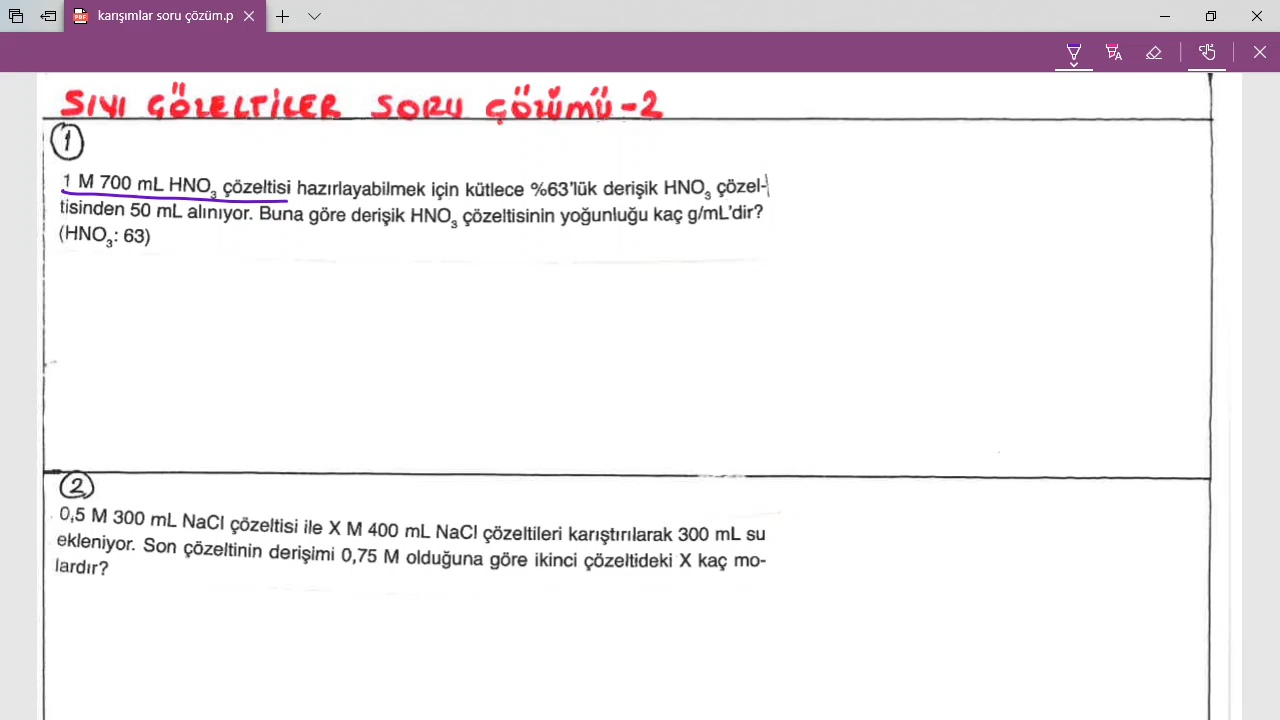 karışımlar soru çözüm.p
SIVI ÇÖZELTİLER SORU ÇÖZÜMÜ-2
1
1 M 700 mL HNO₃ çözeltisi hazırlayabilmek için kütlece %63'lük derişik HNO₃ çözel-
tisinden 50 mL alınıyor. Buna göre derişik HNO₃ çözeltisinin yoğunluğu kaç g/mL'dir?
(HNO₃: 63)
2
0,5 M 300 mL NaCl çözeltisi ile X M 400 mL NaCl çözeltileri karıştırılarak 300 mL su
ekleniyor. Son çözeltinin derişimi 0,75 M olduğuna göre ikinci çözeltideki X kaç mo-
lardır?